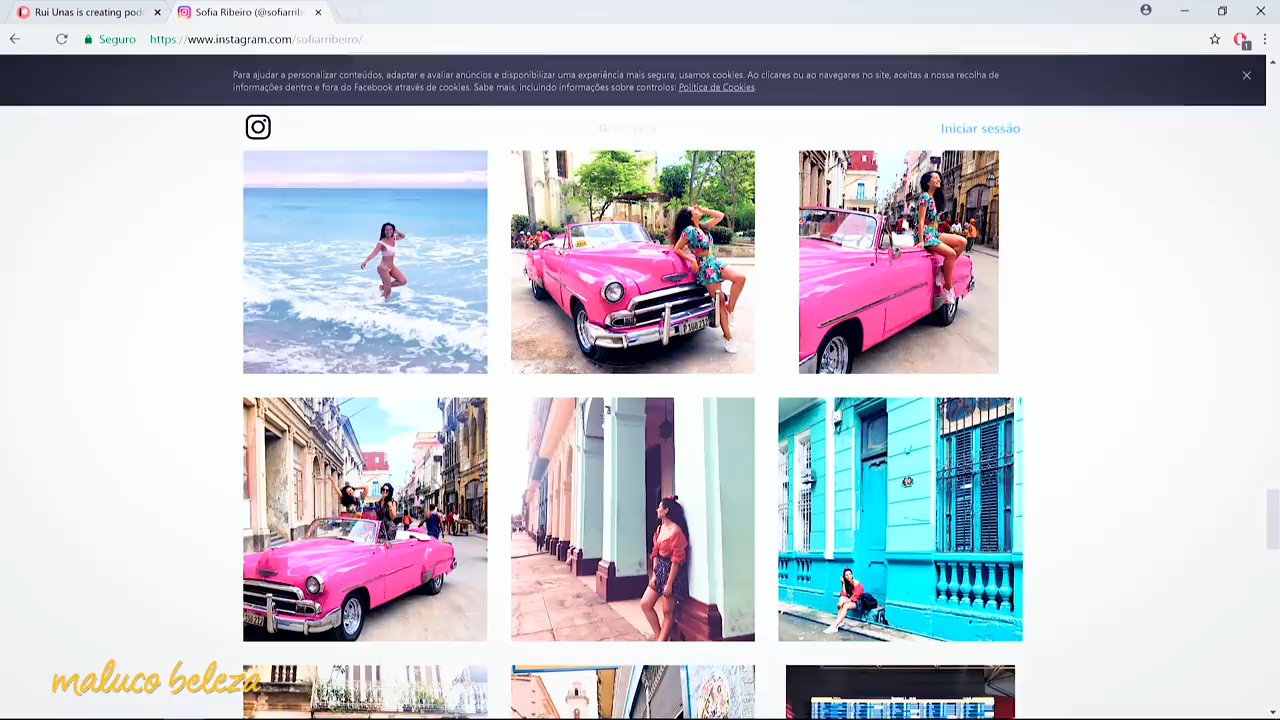 Rui Unas is creating pod
Sofia Ribeiro (@sofiarrib
Seguro
https://www.instagram.com/sofiarribeiro/
1
Para ajudar a personalizar conteúdos, adaptar e avaliar anúncios e disponibilizar uma experiência mais segura, usamos cookies. Ao clicares ou ao navegares no site, aceitas a nossa recolha de
informações dentro e fora do Facebook através de cookies. Sabe mais, incluindo informações sobre controlos: Política de Cookies.
Iniciar sessão
maluco beleza